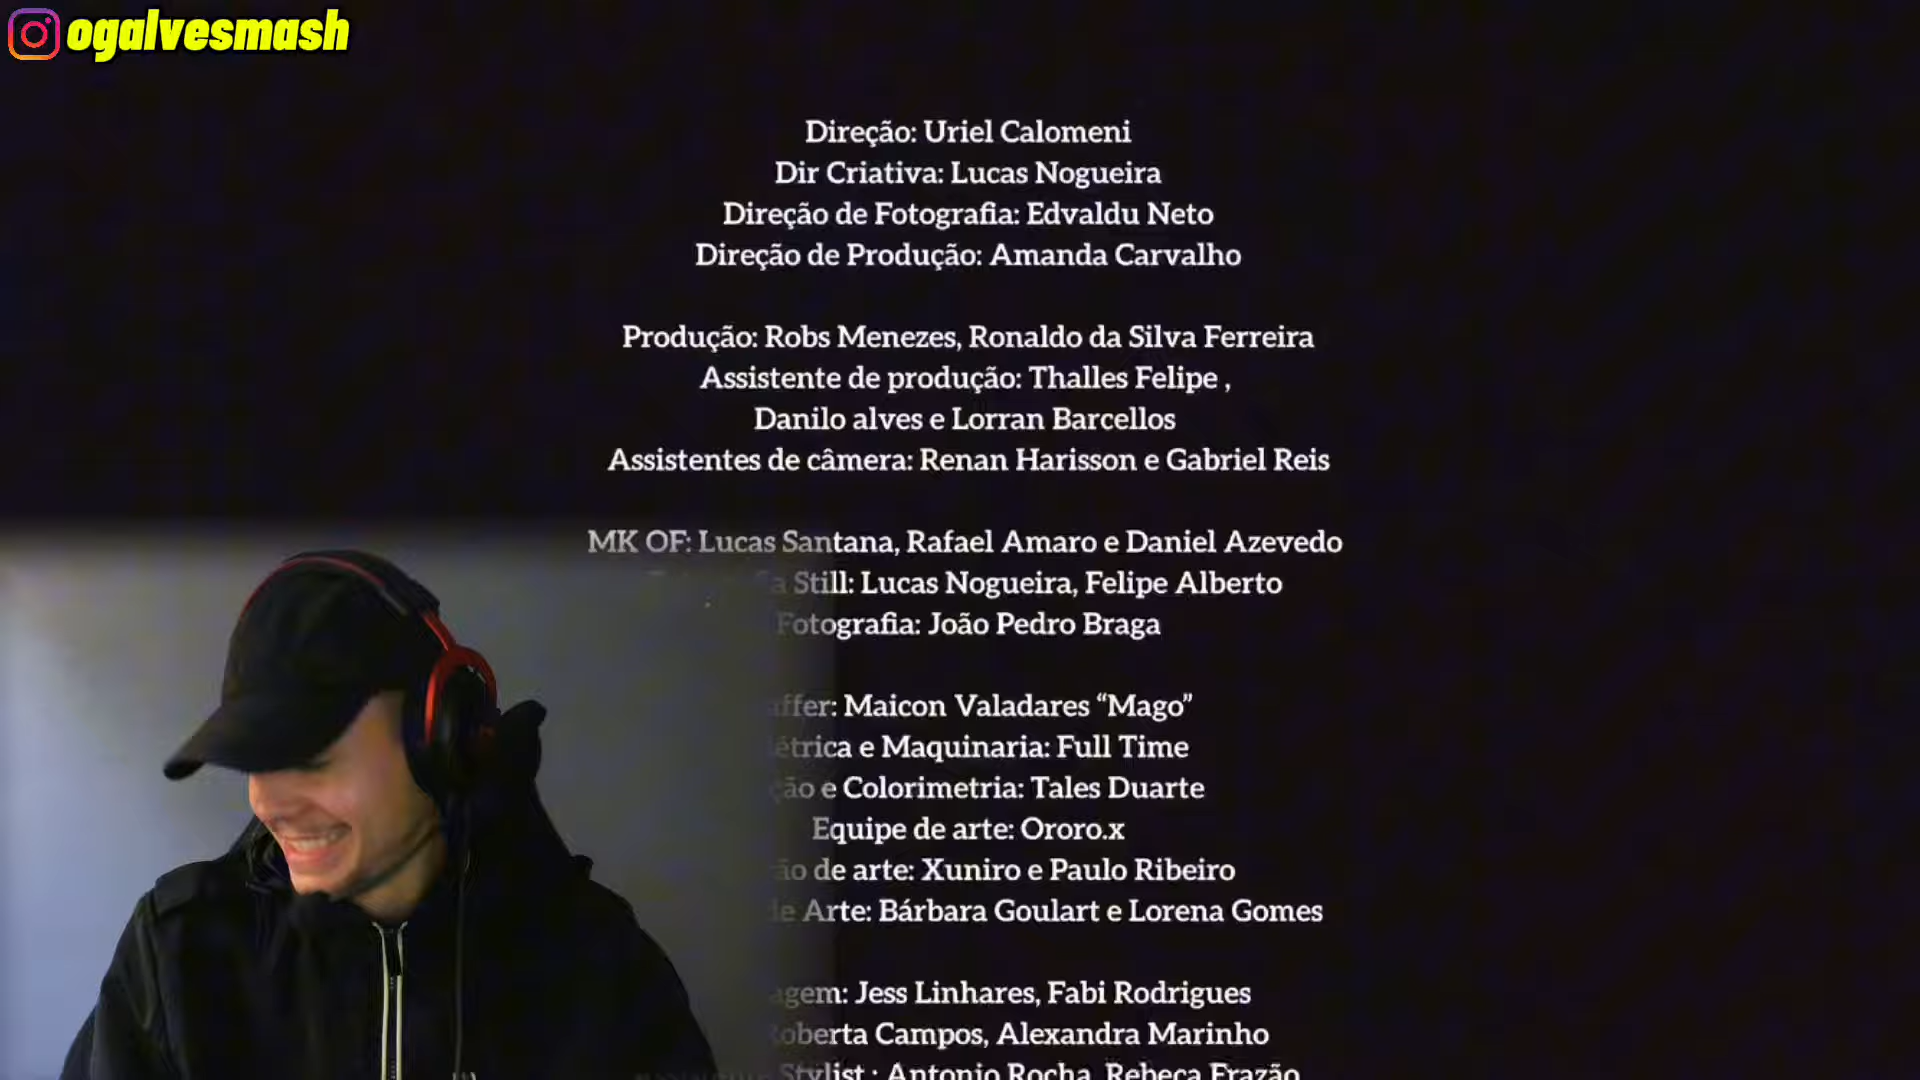 ogalvesmash
Direção: Uriel Calomeni
Dir Criativa: Lucas Nogueira
Direção de Fotografia: Edvaldu Neto
Direção de Produção: Amanda Carvalho
Produção: Robs Menezes, Ronaldo da Silva Ferreira
Assistente de produção: Thalles Felipe ,
Danilo alves e Lorran Barcellos
Assistentes de câmera: Renan Harisson e Gabriel Reis
MK OF: Lucas Santana, Rafael Amaro e Daniel Azevedo
Still: Lucas Nogueira, Felipe Alberto
Fotografia: João Pedro Braga
Maicon Valadares “Mago”
e Maquinaria: Full Time
e Colorimetria: Tales Duarte
Equipe de arte: Ororo.x
de arte: Xuniro e Paulo Ribeiro
de Arte: Bárbara Goulart e Lorena Gomes
Jess Linhares, Fabi Rodrigues
Roberta Campos, Alexandra Marinho
Stylist : Antonio Rocha, Rebeca Frazão